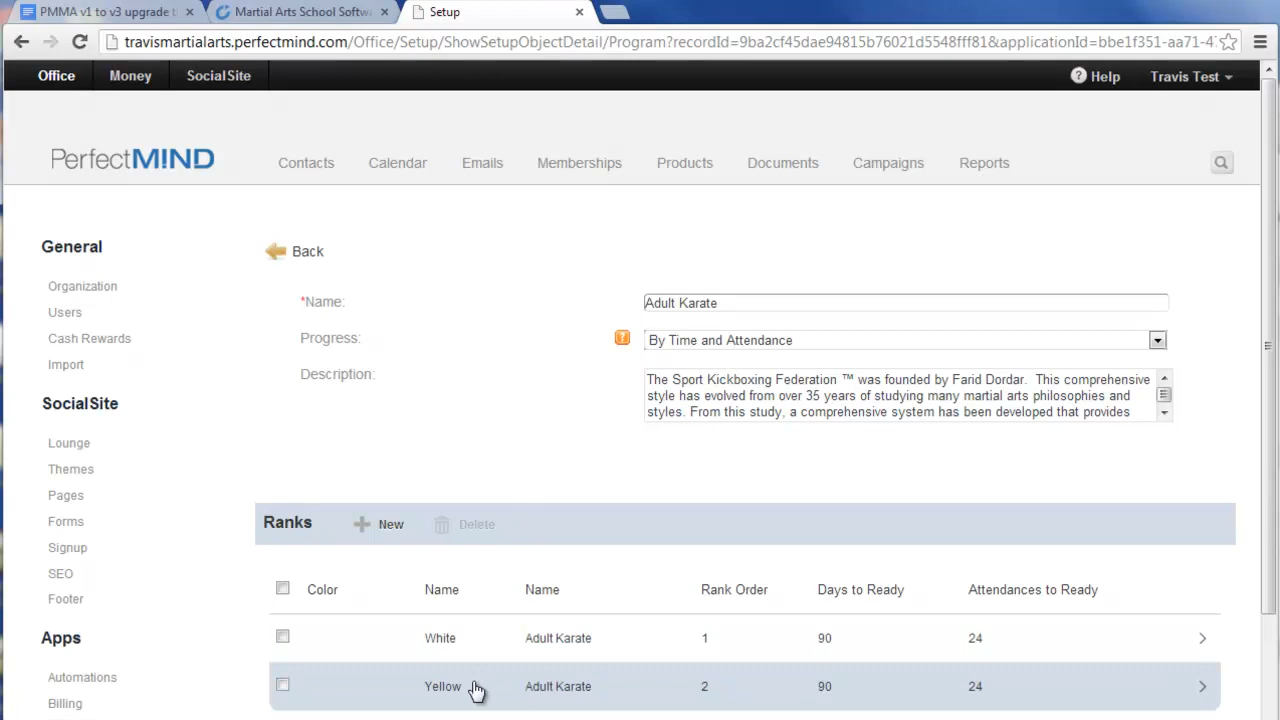 PMMA v1 to v3 upgrade
Martial Arts School Softw
Setup
travismartialarts.perfectmind.com/Office/Setup/ShowSetupObjectDetail/Program?recordId=9ba2cf45dae94815b76021d5548fff81&applicationId=bbe1f351-aa71-4
Office Money SocialSite Help Travis Test
PerfectM!ND Contacts Calendar Emails Memberships Products Documents Campaigns Reports
General
Organization
Users
Cash Rewards
Import
SocialSite
Lounge
Themes
Pages
Forms
Signup
SEO
Footer
Apps
Automations
Billing
Back
*Name: Adult Karate
Progress: ? By Time and Attendance
Description: The Sport Kickboxing Federation ™ was founded by Farid Dordar. This comprehensive
style has evolved from over 35 years of studying many martial arts philosophies and
styles. From this study, a comprehensive system has been developed that provides
Ranks New Delete
Color Name Name Rank Order Days to Ready Attendances to Ready
White Adult Karate 1 90 24
Yellow Adult Karate 2 90 24